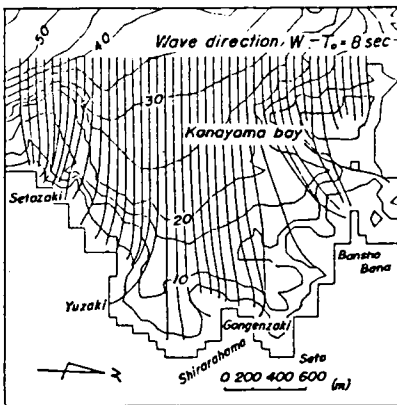 50
40
Wave direction, W - To = 8 sec
30
Kanayama bay
Setozaki
20
Bansho
Bana
10
Yuzaki
Gongenzaki
Shirarahama
Seto
N
0 200 400 600
(m)